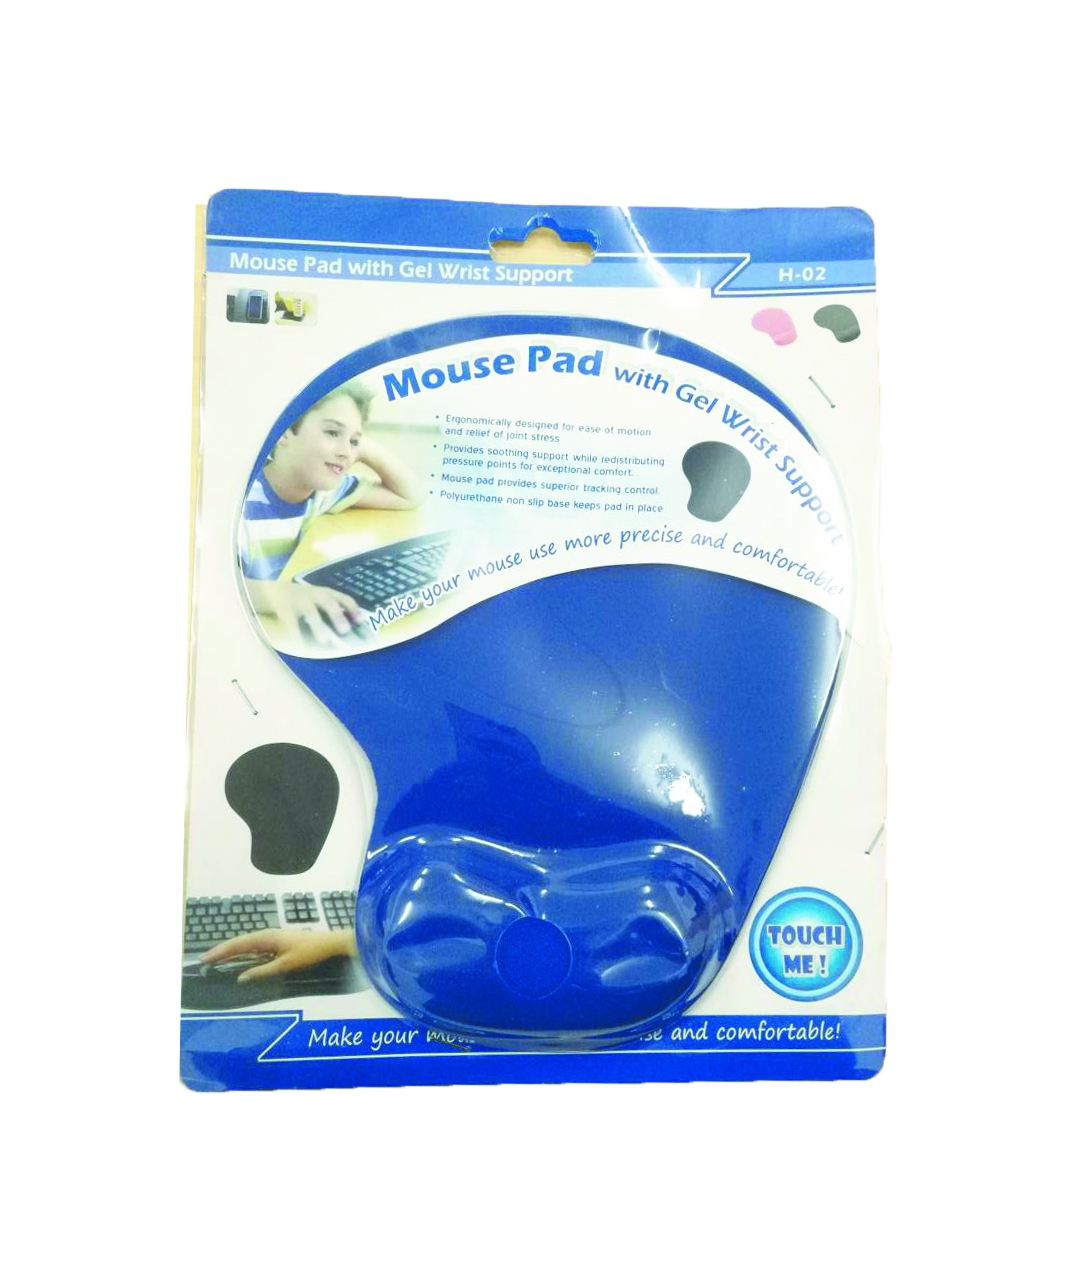 Mouse Pad with Gel Wrist Support
H-02
Mouse Pad with Gel Wrist Support
• Ergonomically designed for ease of motion
and relief of joint stress
• Provides soothing support while redistributing
pressure points for exceptional comfort.
• Mouse pad provides superior tracking control.
• Polyurethane non slip base keeps pad in place
Make your mouse use more precise and comfortable!
TOUCH
ME !
Make your and comfortable!